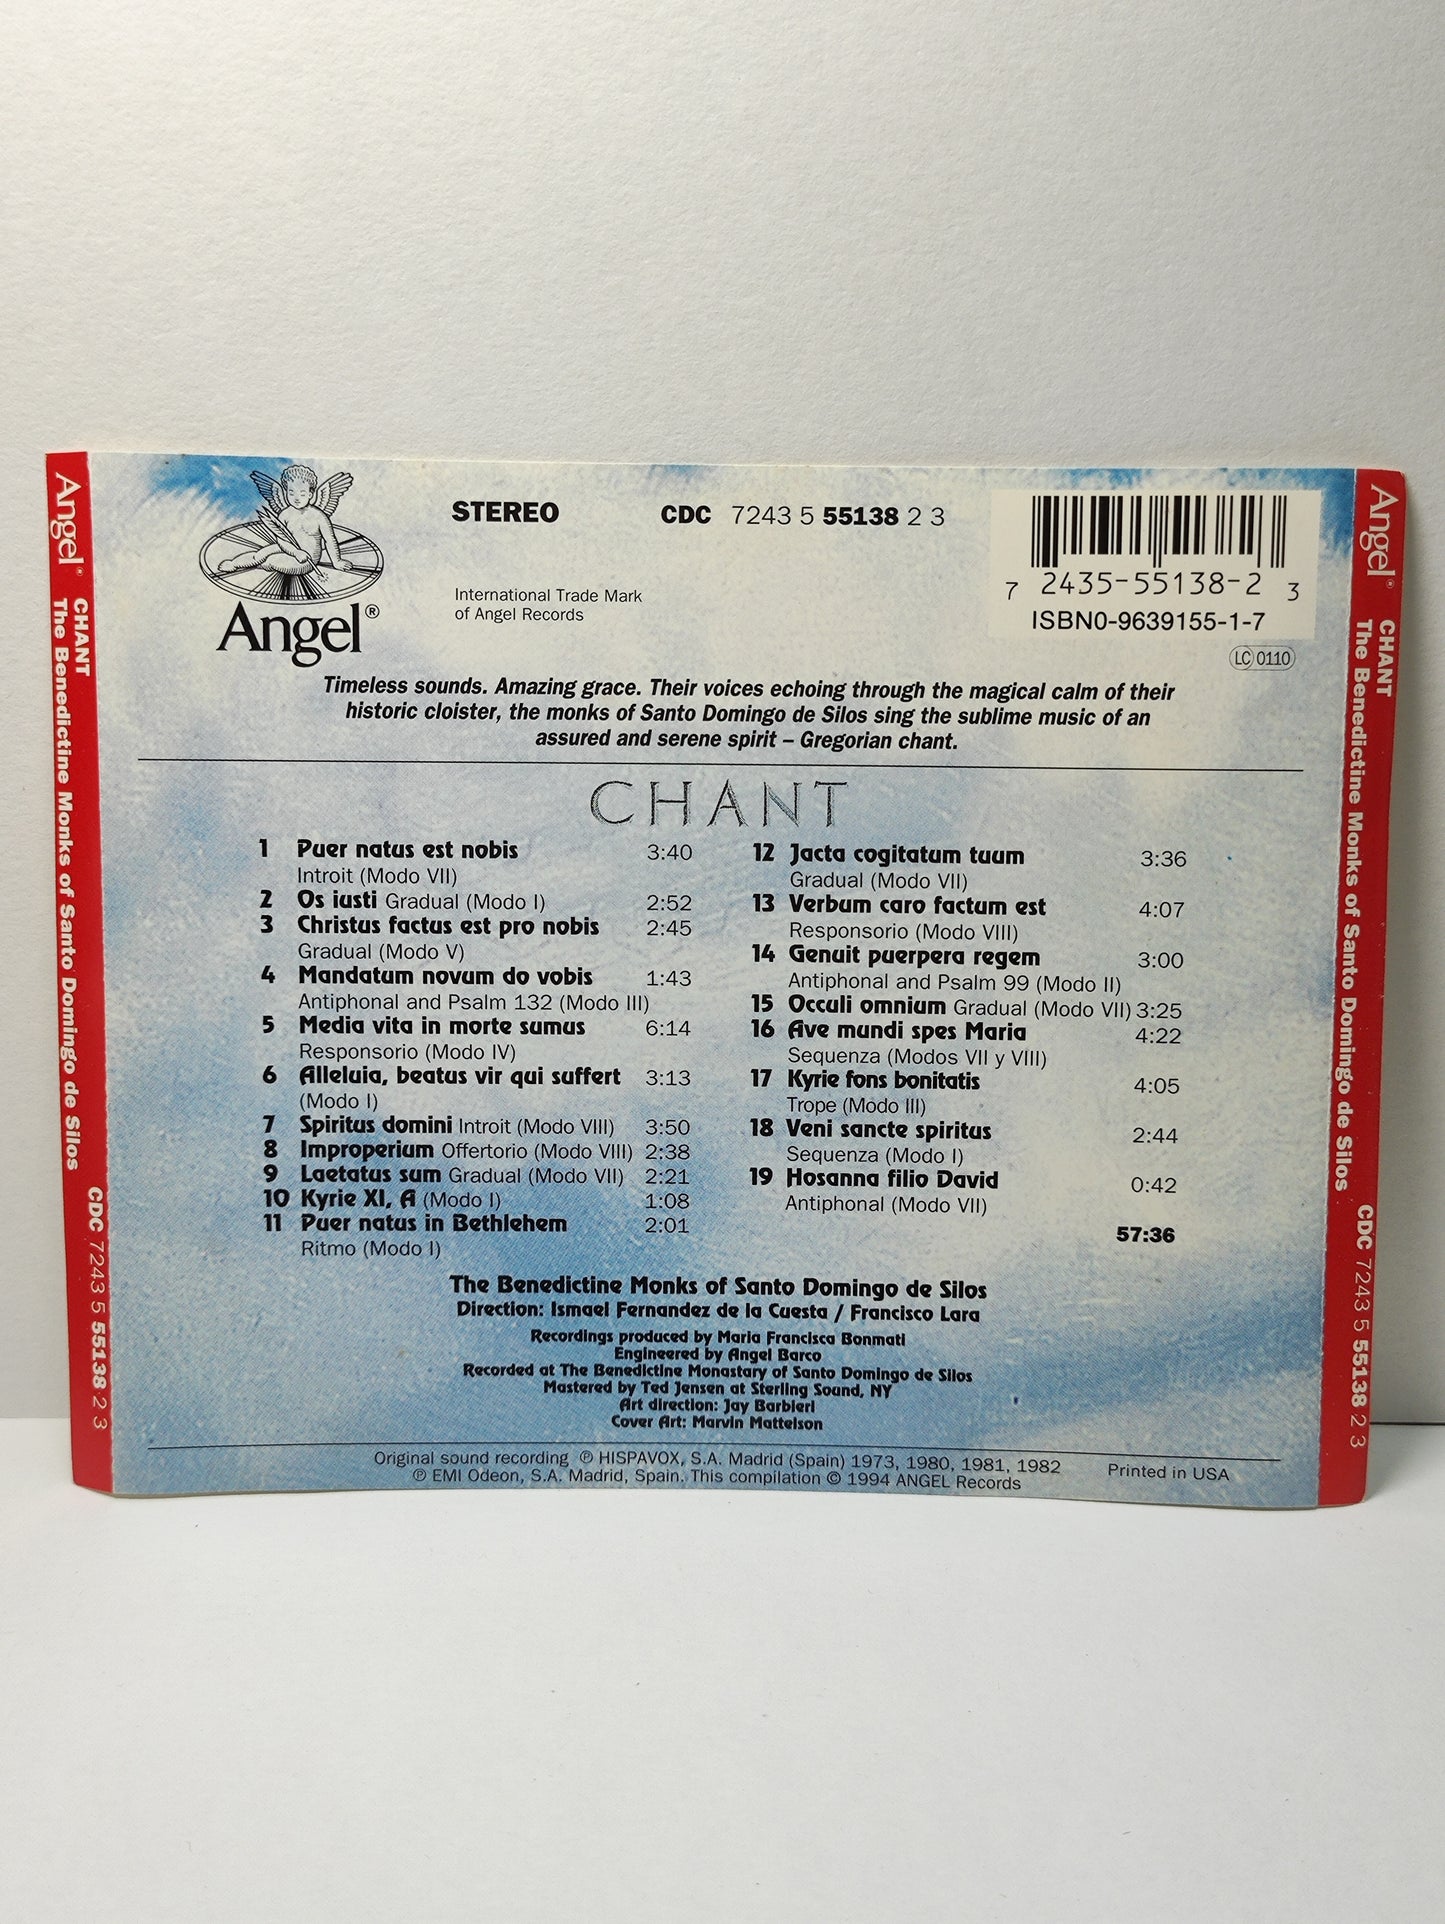 Angel®
CHANT
The Benedictine Monks of Santo Domingo de Silos
CDC 7243 5 55138 2 3
Angel®
STEREO
CDC 7243 5 55138 2 3
International Trade Mark
of Angel Records
7 2435-55138-2 3
ISBN0-9639155-1-7
LC 0110
Timeless sounds. Amazing grace. Their voices echoing through the magical calm of their
historic cloister, the monks of Santo Domingo de Silos sing the sublime music of an
assured and serene spirit – Gregorian chant.
CHANT
1 Puer natus est nobis 3:40
Introit (Modo VII)
2 Os iusti Gradual (Modo I) 2:52
3 Christus factus est pro nobis 2:45
Gradual (Modo V)
4 Mandatum novum do vobis 1:43
Antiphonal and Psalm 132 (Modo III)
5 Media vita in morte sumus 6:14
Responsorio (Modo IV)
6 Alleluia, beatus vir qui suffert 3:13
(Modo I)
7 Spiritus domini Introit (Modo VIII) 3:50
8 Improperium Offertorio (Modo VIII) 2:38
9 Laetatus sum Gradual (Modo VII) 2:21
10 Kyrie XI, A (Modo I) 1:08
11 Puer natus in Bethlehem 2:01
Ritmo (Modo I)
12 Jacta cogitatum tuum 3:36
Gradual (Modo VII)
13 Verbum caro factum est 4:07
Responsorio (Modo VIII)
14 Genuit puerpera regem 3:00
Antiphonal and Psalm 99 (Modo II)
15 Occuli omnium Gradual (Modo VII) 3:25
16 Ave mundi spes Maria 4:22
Sequenza (Modos VII y VIII)
17 Kyrie fons bonitatis 4:05
Trope (Modo III)
18 Veni sancte spiritus 2:44
Sequenza (Modo I)
19 Hosanna filio David 0:42
Antiphonal (Modo VII)
57:36
The Benedictine Monks of Santo Domingo de Silos
Direction: Ismael Fernandez de la Cuesta / Francisco Lara
Recordings produced by Maria Francisca Bonmati
Engineered by Angel Barco
Recorded at The Benedictine Monastary of Santo Domingo de Silos
Mastered by Ted Jensen at Sterling Sound, NY
Art direction: Jay Barbieri
Cover Art: Marvin Mattelson
Original sound recording ℗ HISPAVOX, S.A. Madrid (Spain) 1973, 1980, 1981, 1982
℗ EMI Odeon, S.A. Madrid, Spain. This compilation © 1994 ANGEL Records
Printed in USA
Angel®
CHANT
The Benedictine Monks of Santo Domingo de Silos
CDC 7243 5 55138 2 3